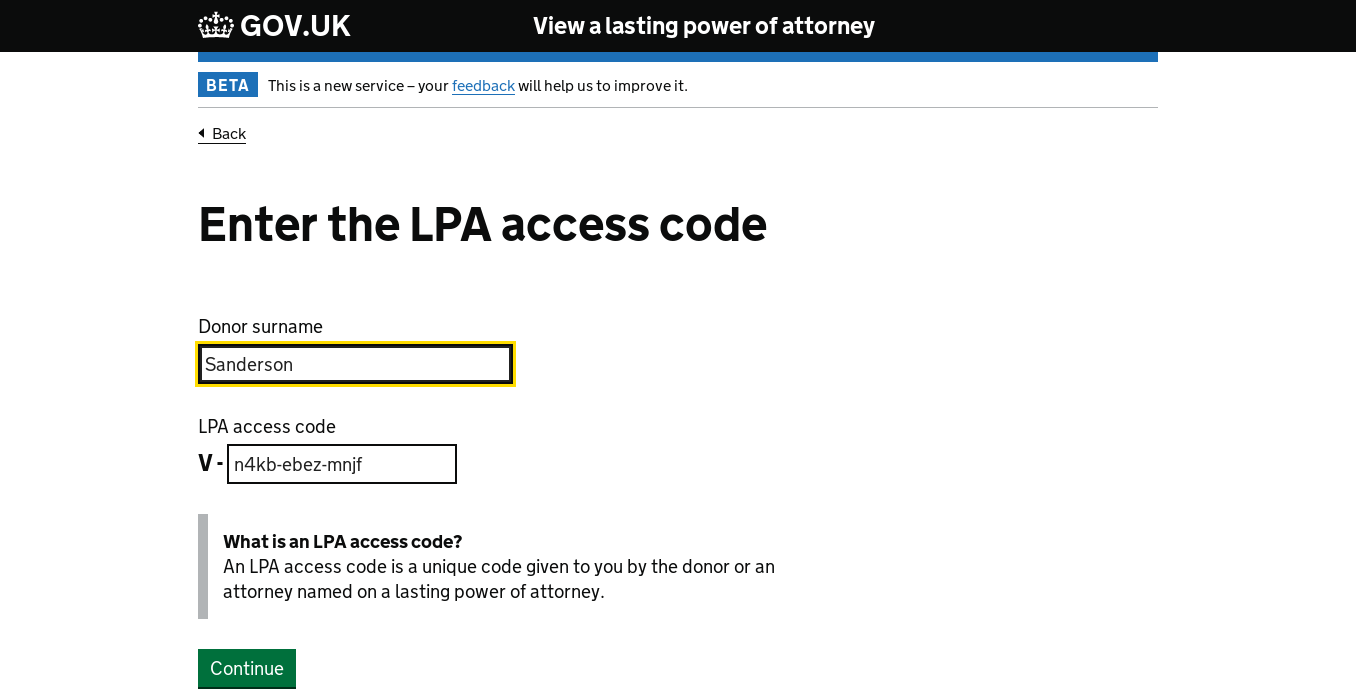 GOV.UK View a lasting power of attorney
BETA This is a new service – your feedback will help us to improve it.
Back
Enter the LPA access code
Donor surname
Sanderson
LPA access code
V - n4kb-ebez-mnjf
What is an LPA access code?
An LPA access code is a unique code given to you by the donor or an
attorney named on a lasting power of attorney.
Continue